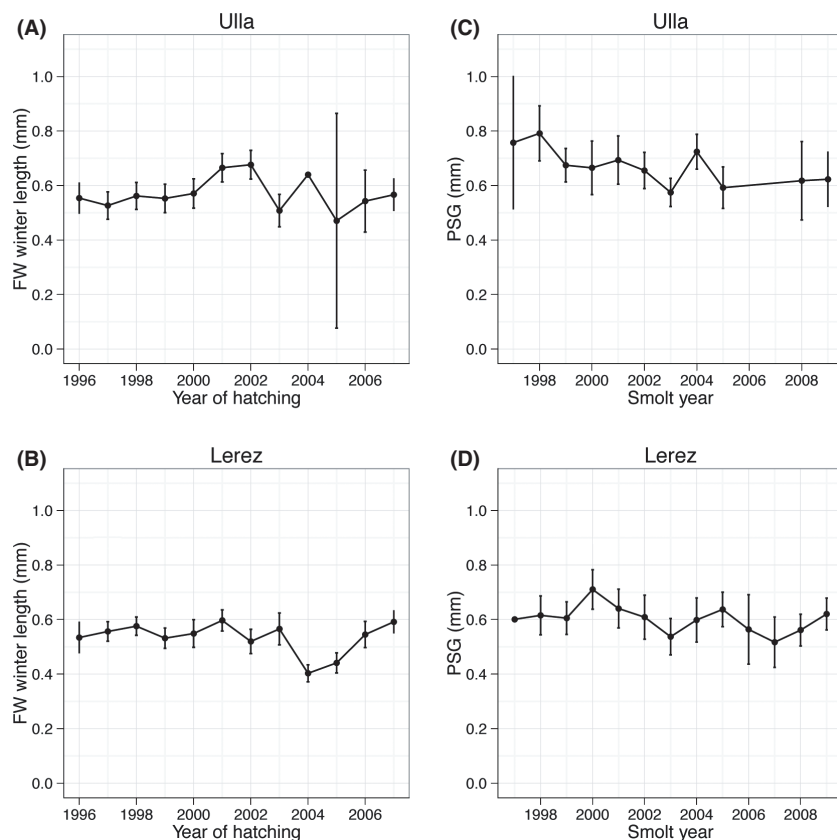 (A)
Ulla
FW winter length (mm)
1.0
0.8
0.6
0.4
0.2
0.0
1996 1998 2000 2002 2004 2006
Year of hatching
(C)
Ulla
PSG (mm)
1.0
0.8
0.6
0.4
0.2
0.0
1998 2000 2002 2004 2006 2008
Smolt year
(B)
Lerez
FW winter length (mm)
1.0
0.8
0.6
0.4
0.2
0.0
1996 1998 2000 2002 2004 2006
Year of hatching
(D)
Lerez
PSG (mm)
1.0
0.8
0.6
0.4
0.2
0.0
1998 2000 2002 2004 2006 2008
Smolt year